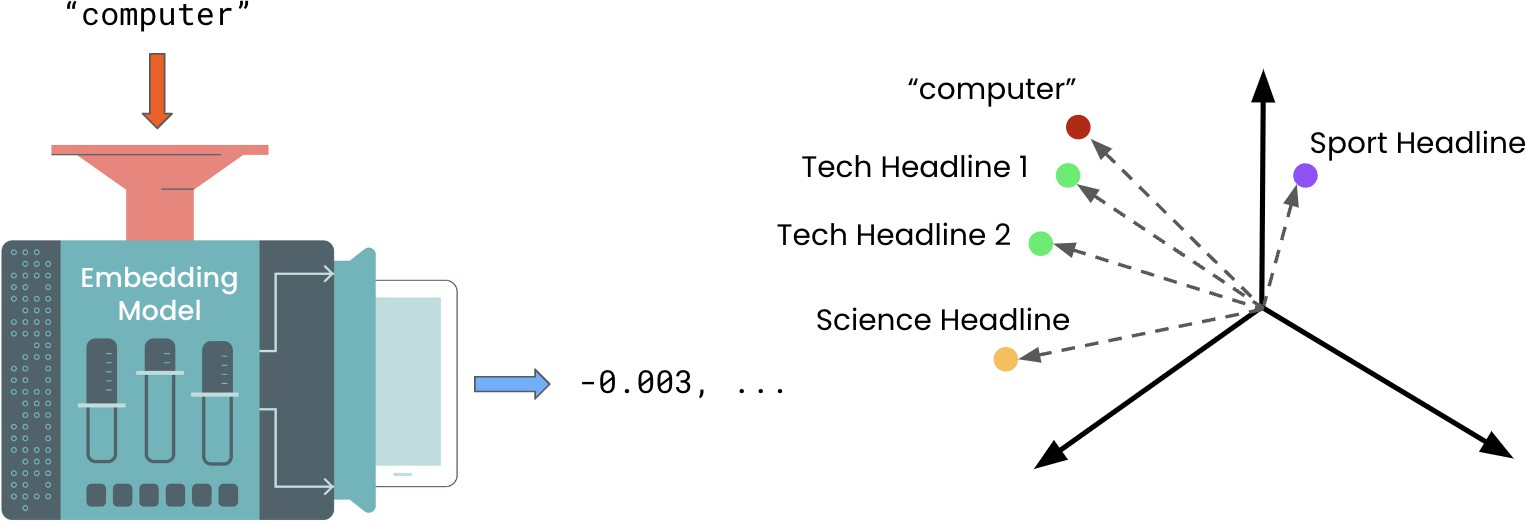 “computer”
Embedding
Model
-0.003, ...
“computer”
Tech Headline 1
Tech Headline 2
Science Headline
Sport Headline